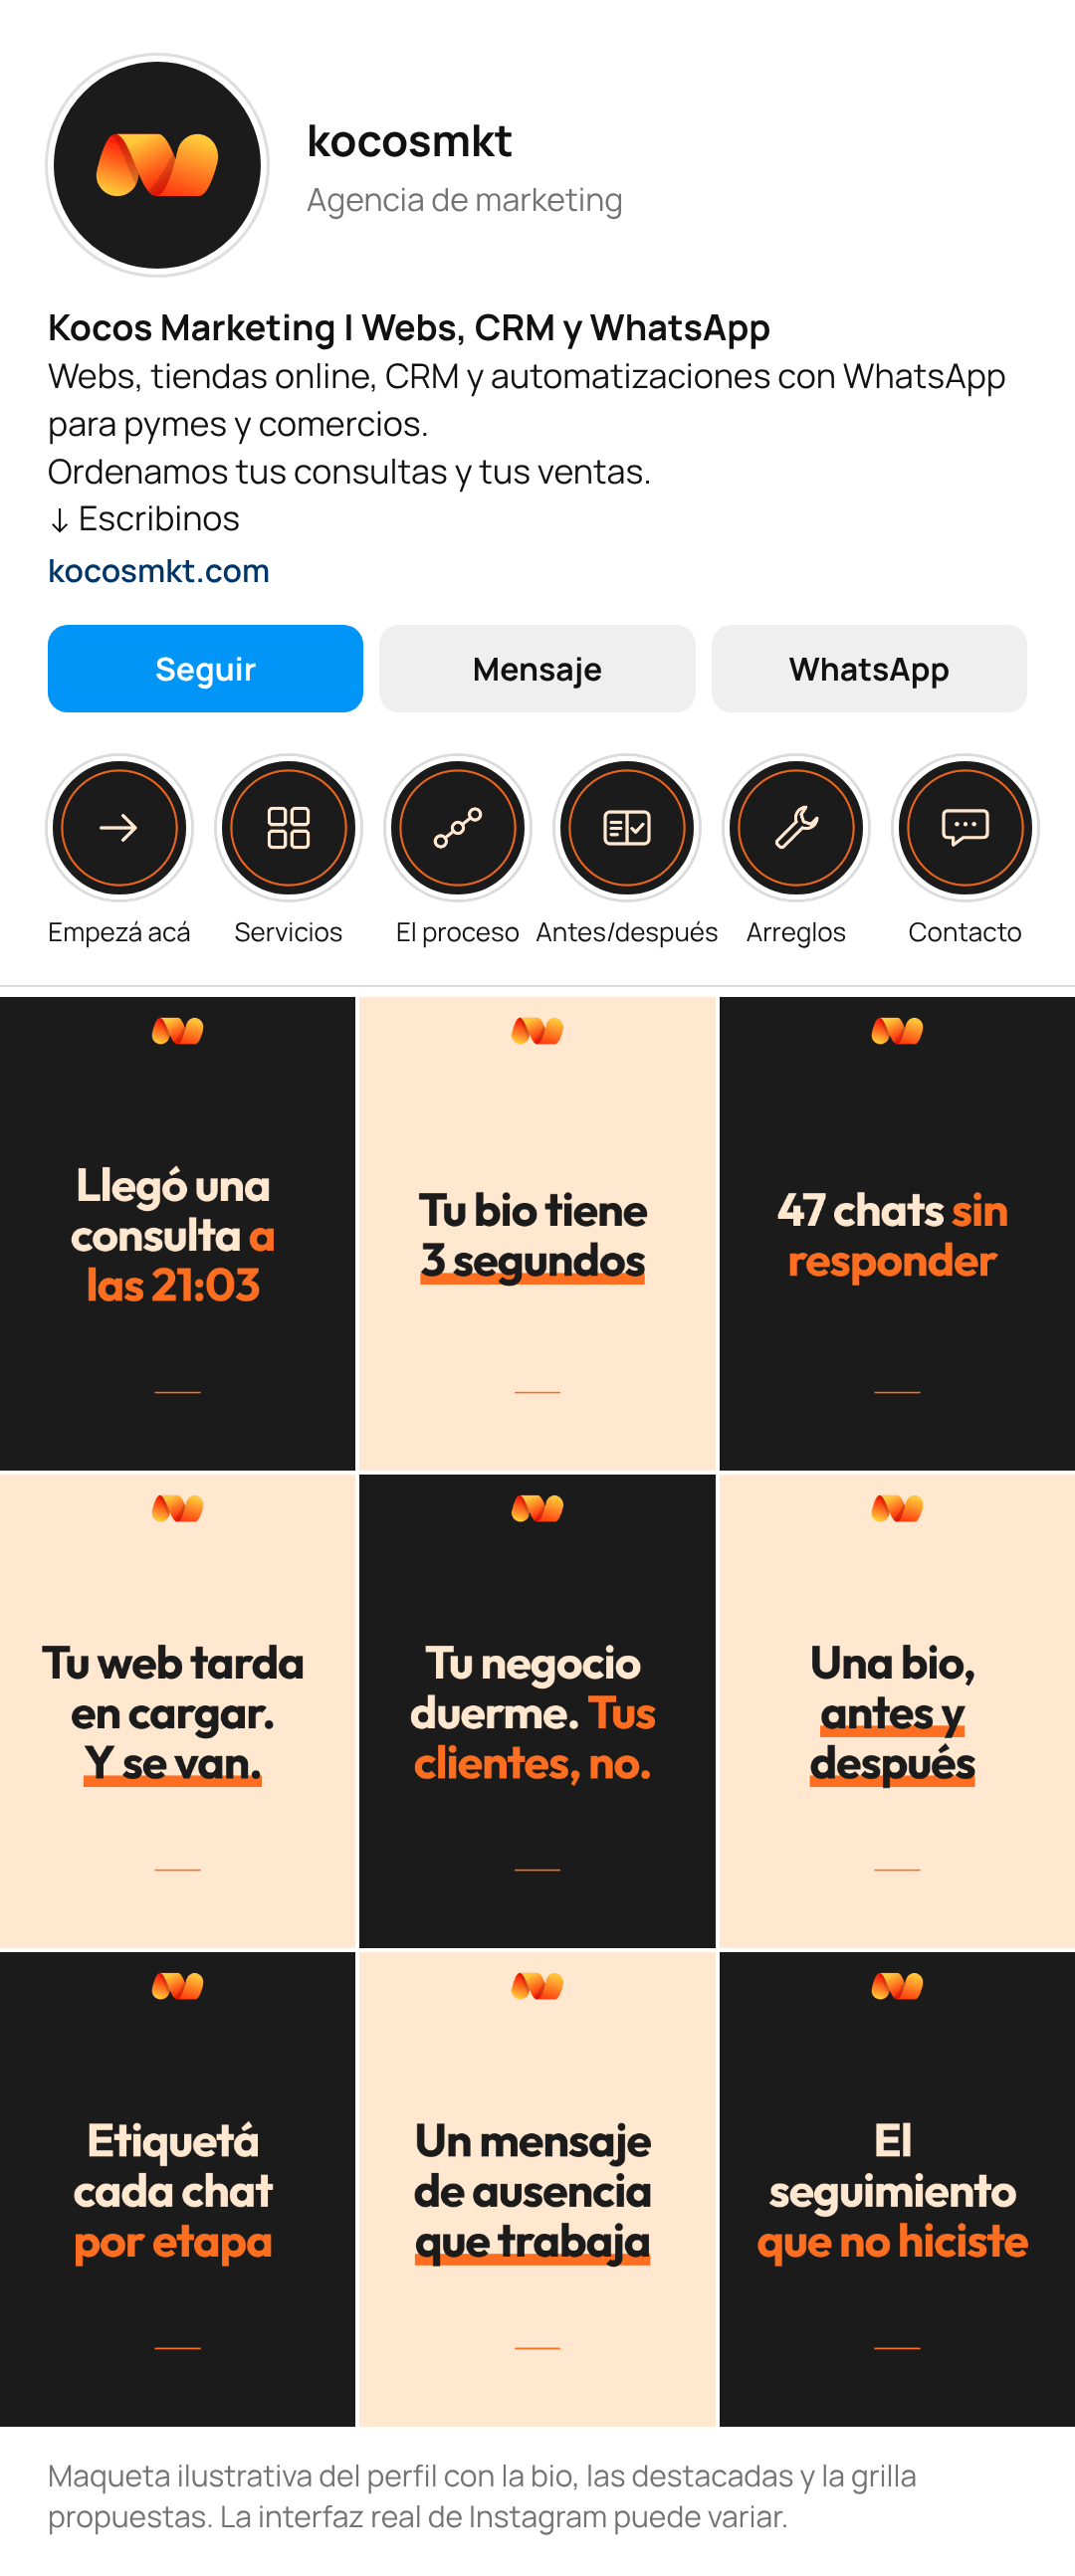 kocosmkt
Agencia de marketing
Kocos Marketing | Webs, CRM y WhatsApp
Webs, tiendas online, CRM y automatizaciones con WhatsApp
para pymes y comercios.
Ordenamos tus consultas y tus ventas.
↓ Escribinos
kocosmkt.com
Seguir
Mensaje
WhatsApp
Empezá acá
Servicios
El proceso
Antes/después
Arreglos
Contacto
Llegó una
consulta a
las 21:03
Tu bio tiene
3 segundos
47 chats sin
responder
Tu web tarda
en cargar.
Y se van.
Tu negocio
duerme. Tus
clientes, no.
Una bio,
antes y
después
Etiquetá
cada chat
por etapa
Un mensaje
de ausencia
que trabaja
El
seguimiento
que no hiciste
Maqueta ilustrativa del perfil con la bio, las destacadas y la grilla
propuestas. La interfaz real de Instagram puede variar.